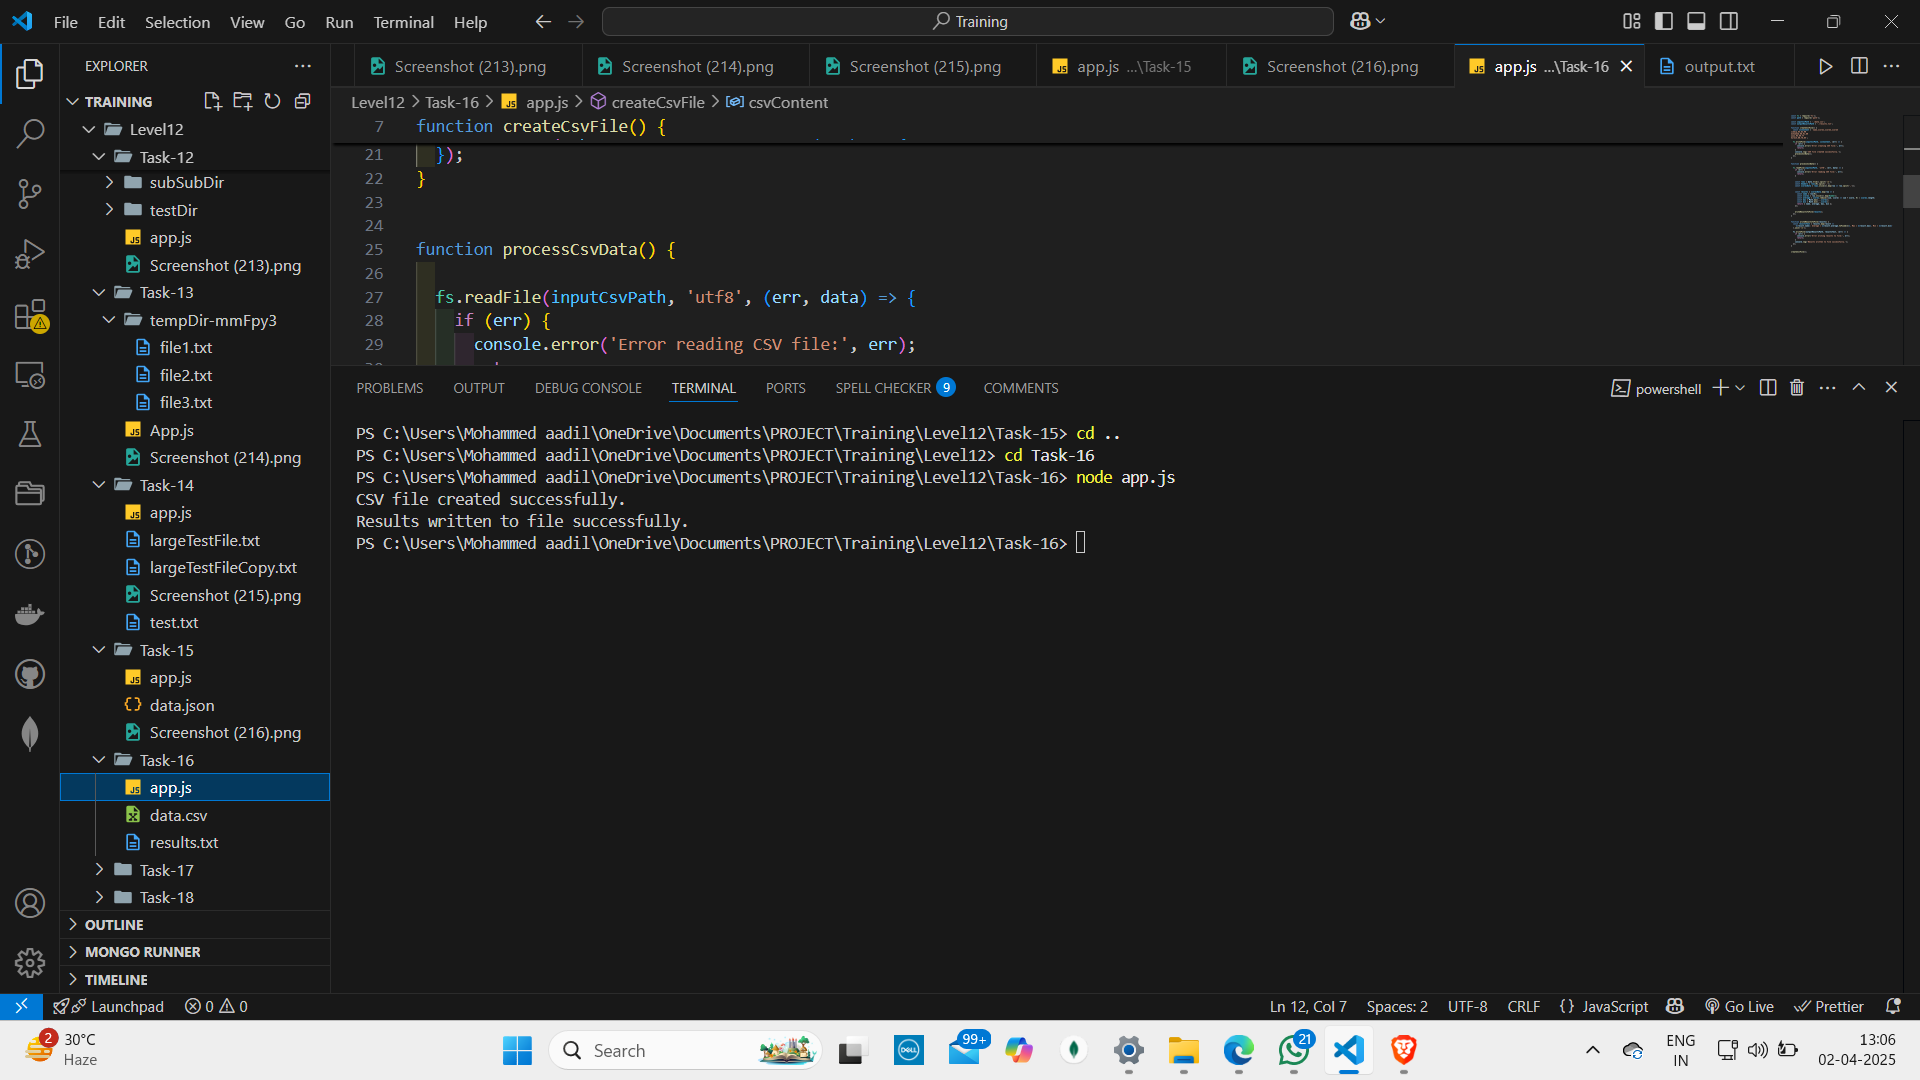 File Edit Selection View Go Run Terminal Help
Training
EXPLORER
Screenshot (213).png
Screenshot (214).png
Screenshot (215).png
app.js ...\Task-15
Screenshot (216).png
app.js ...\Task-16
output.txt
TRAINING
Level12
Task-12
subSubDir
testDir
app.js
Screenshot (213).png
Task-13
tempDir-mmFpy3
file1.txt
file2.txt
file3.txt
App.js
Screenshot (214).png
Task-14
app.js
largeTestFile.txt
largeTestFileCopy.txt
Screenshot (215).png
test.txt
Task-15
app.js
data.json
Screenshot (216).png
Task-16
app.js
data.csv
results.txt
Task-17
Task-18
OUTLINE
MONGO RUNNER
TIMELINE
Level12 > Task-16 > JS app.js > createCsvFile > csvContent
7 function createCsvFile() {
21 });
22 }
23
24
25 function processCsvData() {
26
27 fs.readFile(inputCsvPath, 'utf8', (err, data) => {
28 if (err) {
29 console.error('Error reading CSV file:', err);
PROBLEMS OUTPUT DEBUG CONSOLE TERMINAL PORTS SPELL CHECKER 9 COMMENTS
powershell
PS C:\Users\Mohammed aadil\OneDrive\Documents\PROJECT\Training\Level12\Task-15> cd ..
PS C:\Users\Mohammed aadil\OneDrive\Documents\PROJECT\Training\Level12> cd Task-16
PS C:\Users\Mohammed aadil\OneDrive\Documents\PROJECT\Training\Level12\Task-16> node app.js
CSV file created successfully.
Results written to file successfully.
PS C:\Users\Mohammed aadil\OneDrive\Documents\PROJECT\Training\Level12\Task-16>
Launchpad 0 0
Ln 12, Col 7 Spaces: 2 UTF-8 CRLF {} JavaScript Go Live Prettier
2
30°C
Haze
Search
DELL
99+
21
ENG
IN
13:06
02-04-2025